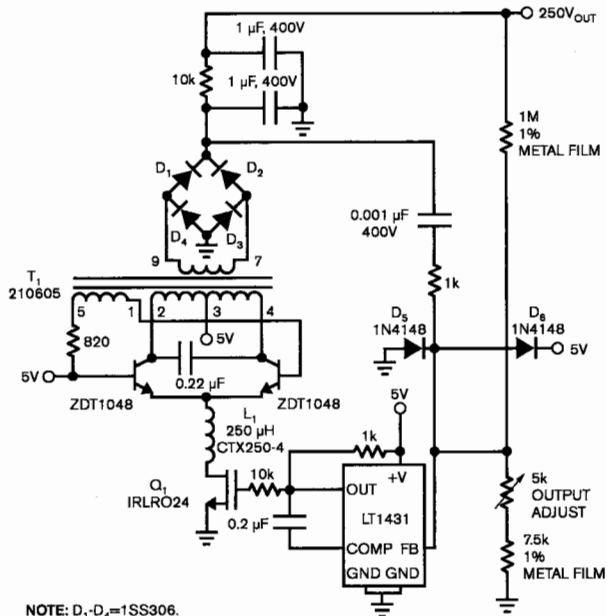 250V_OUT
1 µF, 400V
10k
1 µF, 400V
1M
1%
METAL FILM
D₁
D₂
D₄
D₃
0.001 µF
400V
9
7
T₁
210605
1k
5
1
2
3
4
D₅
1N4148
D₆
1N4148
5V
820
5V
5V
0.22 µF
5V
ZDT1048
ZDT1048
L₁
250 µH
CTX250-4
1k
+V
Q₁
IRLRO24
10k
OUT
5k
OUTPUT
ADJUST
LT1431
0.2 µF
COMP
FB
7.5k
1%
METAL FILM
GND GND
NOTE: D₁-D₄=1SS306.